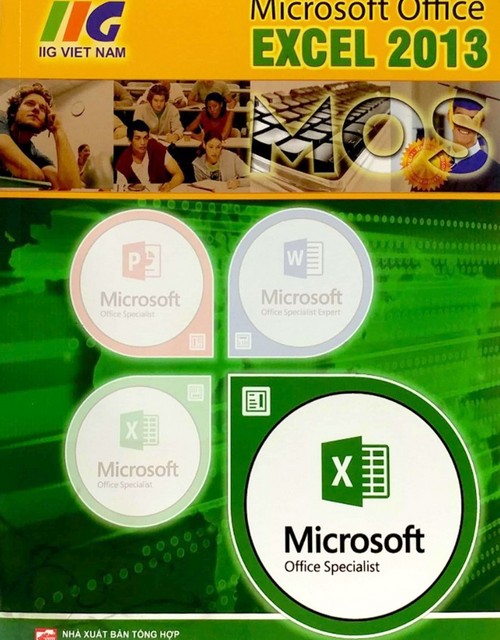 IIG
IIG VIET NAM
Microsoft Office
EXCEL 2013
MOS
P
Microsoft
Office Specialist
W
Microsoft
Office Specialist Expert
X
Microsoft
Office Specialist
X
Microsoft
Office Specialist
NHÀ XUẤT BẢN TỔNG HỢP